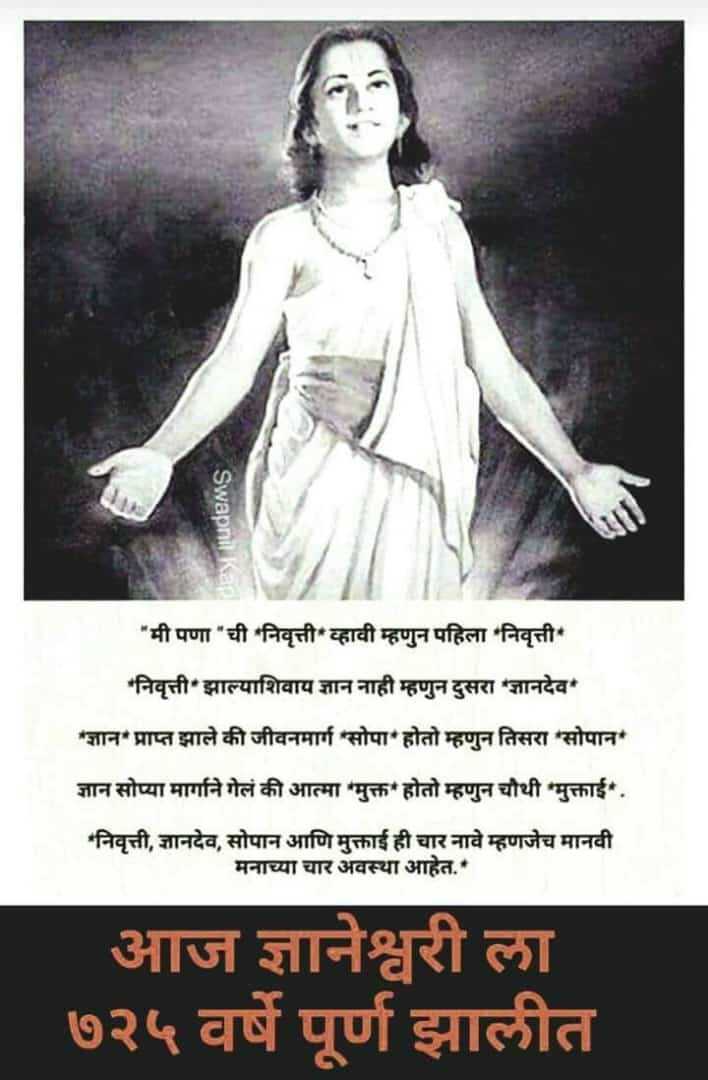 Swapnil Kap
"मी पणा "ची *निवृत्ती* व्हावी म्हणुन पहिला *निवृत्ती*
*निवृत्ती* झाल्याशिवाय ज्ञान नाही म्हणुन दुसरा *ज्ञानदेव*
*ज्ञान* प्राप्त झाले की जीवनमार्ग *सोपा* होतो म्हणुन तिसरा *सोपान*
ज्ञान सोप्या मार्गाने गेलं की आत्मा *मुक्त* होतो म्हणुन चौथी *मुक्ताई* .
*निवृत्ती, ज्ञानदेव, सोपान आणि मुक्ताई ही चार नावे म्हणजेच मानवी
मनाच्या चार अवस्था आहेत.*
आज ज्ञानेश्वरी ला
७२५ वर्षे पूर्ण झालीत